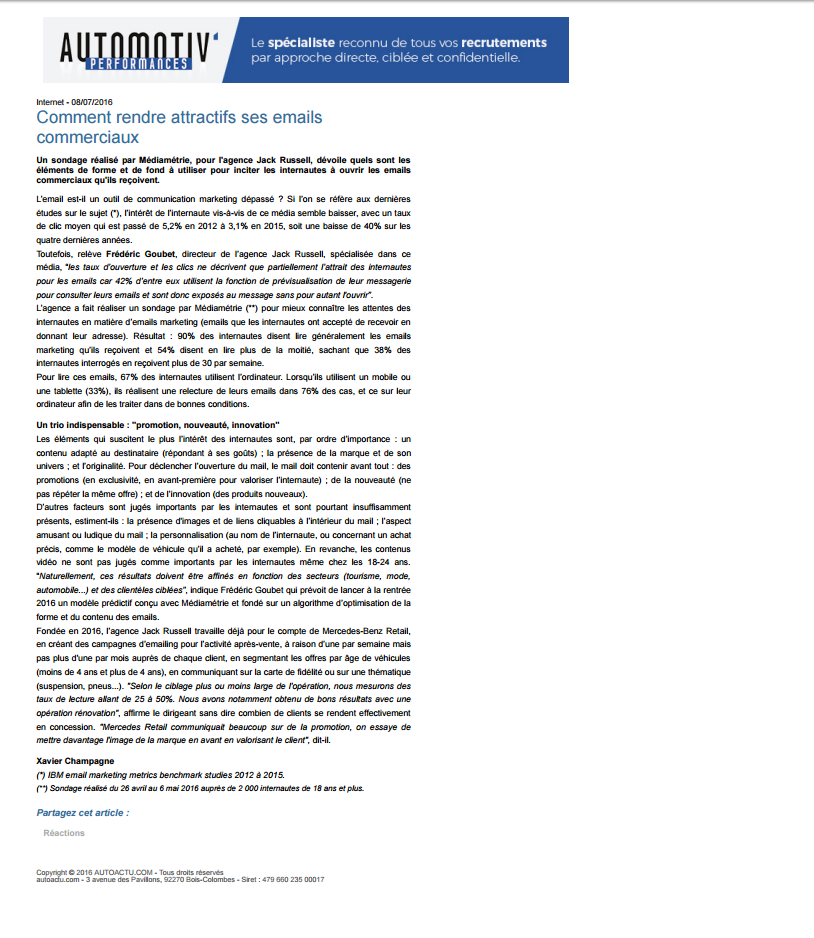 AUTOMOTIV'
PERFORMANCES
Le spécialiste reconnu de tous vos recrutements
par approche directe, ciblée et confidentielle.
Internet - 08/07/2016
Comment rendre attractifs ses emails
commerciaux
Un sondage réalisé par Médiamétrie, pour l'agence Jack Russell, dévoile quels sont les
éléments de forme et de fond à utiliser pour inciter les internautes à ouvrir les emails
commerciaux qu'ils reçoivent.
L'email est-il un outil de communication marketing dépassé ? Si l'on se réfère aux dernières
études sur le sujet (*), l'intérêt de l'internaute vis-à-vis de ce média semble baisser, avec un taux
de clic moyen qui est passé de 5,2% en 2012 à 3,1% en 2015, soit une baisse de 40% sur les
quatre dernières années.
Toutefois, relève Frédéric Goubet, directeur de l'agence Jack Russell, spécialisée dans ce
média, "les taux d'ouverture et les clics ne décrivent que partiellement l'attrait des internautes
pour les emails car 42% d'entre eux utilisent la fonction de prévisualisation de leur messagerie
pour consulter leurs emails et sont donc exposés au message sans pour autant l'ouvrir".
L'agence a fait réaliser un sondage par Médiamétrie (**) pour mieux connaître les attentes des
internautes en matière d'emails marketing (emails que les internautes ont accepté de recevoir en
donnant leur adresse). Résultat : 90% des internautes disent lire généralement les emails
marketing qu'ils reçoivent et 54% disent en lire plus de la moitié, sachant que 38% des
internautes interrogés en reçoivent plus de 30 par semaine.
Pour lire ces emails, 67% des internautes utilisent l'ordinateur. Lorsqu'ils utilisent un mobile ou
une tablette (33%), ils réalisent une relecture de leurs emails dans 76% des cas, et ce sur leur
ordinateur afin de les traiter dans de bonnes conditions.
Un trio indispensable : "promotion, nouveauté, innovation"
Les éléments qui suscitent le plus l'intérêt des internautes sont, par ordre d'importance : un
contenu adapté au destinataire (répondant à ses goûts) ; la présence de la marque et de son
univers ; et l'originalité. Pour déclencher l'ouverture du mail, le mail doit contenir avant tout : des
promotions (en exclusivité, en avant-première pour valoriser l'internaute) ; de la nouveauté (ne
pas répéter la même offre) ; et de l'innovation (des produits nouveaux).
D'autres facteurs sont jugés importants par les internautes et sont pourtant insuffisamment
présents, estiment-ils : la présence d'images et de liens cliquables à l'intérieur du mail ; l'aspect
amusant ou ludique du mail ; la personnalisation (au nom de l'internaute, ou concernant un achat
précis, comme le modèle de véhicule qu'il a acheté, par exemple). En revanche, les contenus
vidéo ne sont pas jugés comme importants par les internautes même chez les 18-24 ans.
"Naturellement, ces résultats doivent être affinés en fonction des secteurs (tourisme, mode,
automobile...) et des clientèles ciblées", indique Frédéric Goubet qui prévoit de lancer à la rentrée
2016 un modèle prédictif conçu avec Médiamétrie et fondé sur un algorithme d'optimisation de la
forme et du contenu des emails.
Fondée en 2016, l'agence Jack Russell travaille déjà pour le compte de Mercedes-Benz Retail,
en créant des campagnes d'emailing pour l'activité après-vente, à raison d'une par semaine mais
pas plus d'une par mois auprès de chaque client, en segmentant les offres par âge de véhicules
(moins de 4 ans et plus de 4 ans), en communiquant sur la carte de fidélité ou sur une thématique
(suspension, pneus...). "Selon le ciblage plus ou moins large de l'opération, nous mesurons des
taux de lecture allant de 25 à 50%. Nous avons notamment obtenu de bons résultats avec une
opération rénovation", affirme le dirigeant sans dire combien de clients se rendent effectivement
en concession. "Mercedes Retail communiquait beaucoup sur de la promotion, on essaye de
mettre davantage l'image de la marque en avant en valorisant le client", dit-il.
Xavier Champagne
(*) IBM email marketing metrics benchmark studies 2012 à 2015.
(**) Sondage réalisé du 26 avril au 6 mai 2016 auprès de 2 000 internautes de 18 ans et plus.
Partagez cet article :
Réactions
Copyright © 2016 AUTOACTU.COM - Tous droits réservés
autoactu.com - 3 avenue des Pavillons, 92270 Bois-Colombes - Siret : 479 660 235 00017